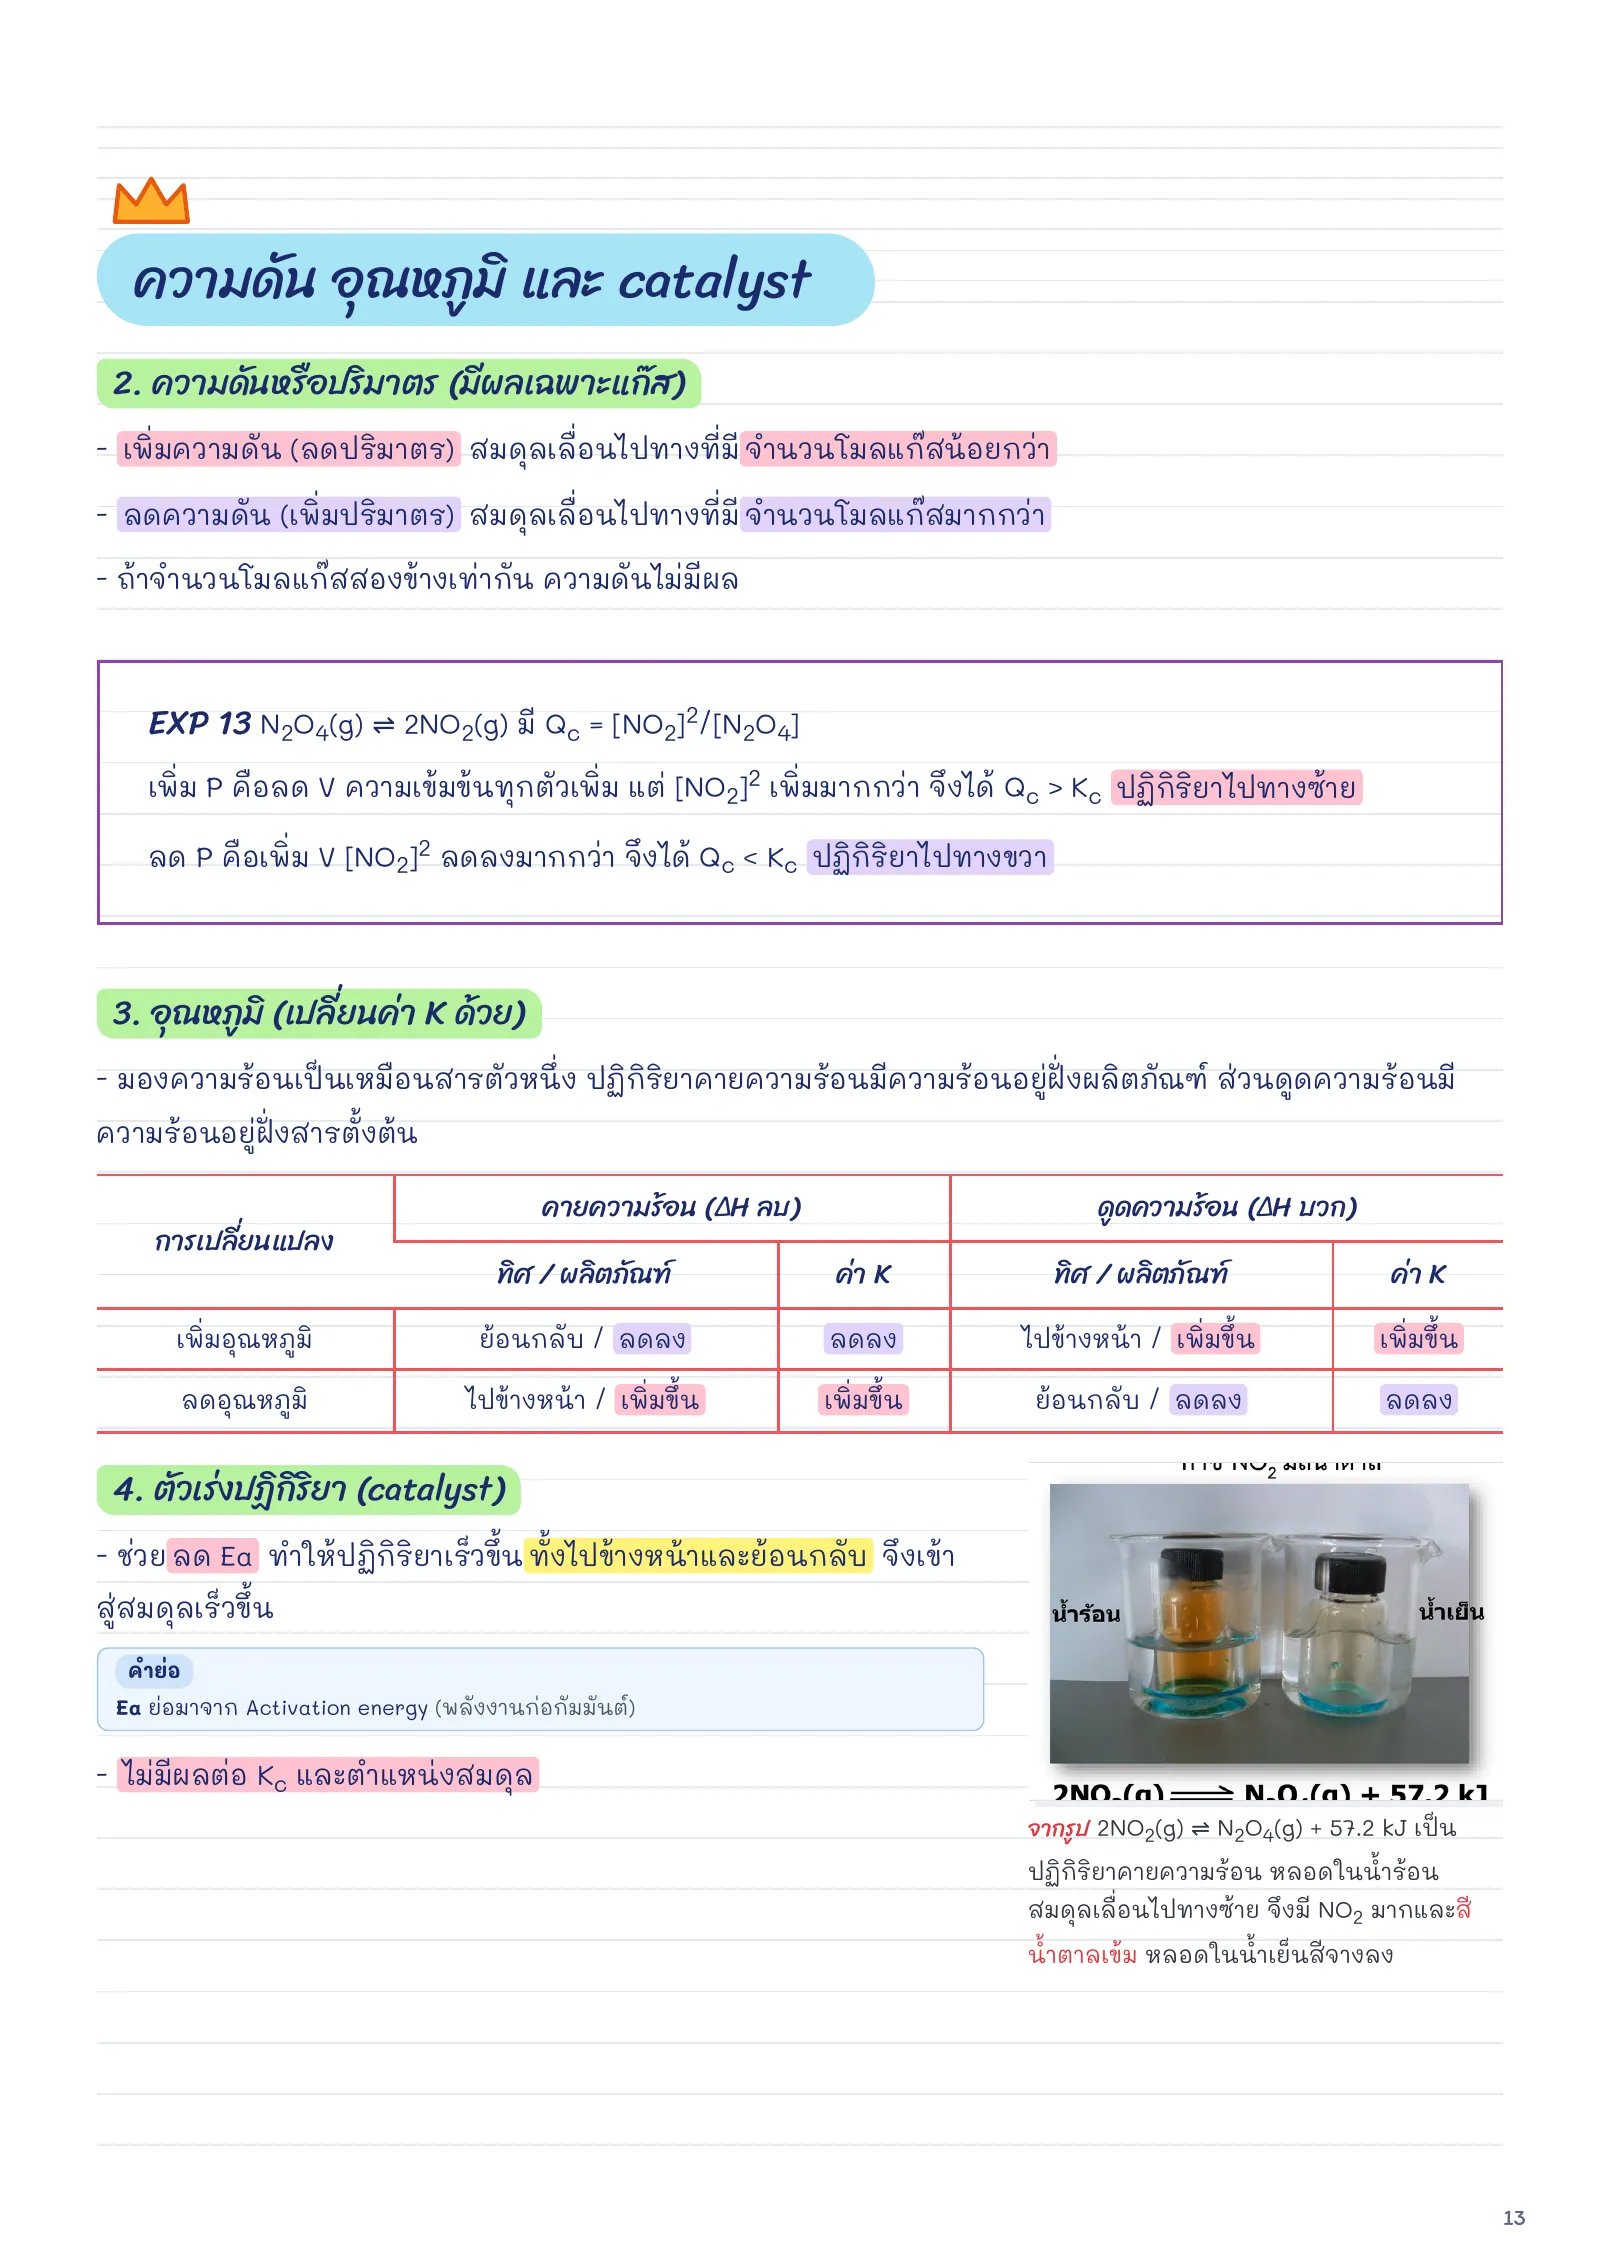 ความดัน อุณหภูมิ และ catalyst
2. ความดันหรือปริมาตร (มีผลเฉพาะแก๊ส)
- เพิ่มความดัน (ลดปริมาตร) สมดุลเลื่อนไปทางที่มีจำนวนโมลแก๊สน้อยกว่า
- ลดความดัน (เพิ่มปริมาตร) สมดุลเลื่อนไปทางที่มีจำนวนโมลแก๊สมากกว่า
- ถ้าจำนวนโมลแก๊สสองข้างเท่ากัน ความดันไม่มีผล
EXP 13 N₂O₄(g) ⇌ 2NO₂(g) มี Q꜀ = [NO₂]²/[N₂O₄]
เพิ่ม P คือลด V ความเข้มข้นทุกตัวเพิ่ม แต่ [NO₂]² เพิ่มมากกว่า จึงได้ Q꜀ > K꜀ ปฏิกิริยาไปทางซ้าย
ลด P คือเพิ่ม V [NO₂]² ลดลงมากกว่า จึงได้ Q꜀ < K꜀ ปฏิกิริยาไปทางขวา
3. อุณหภูมิ (เปลี่ยนค่า K ด้วย)
- มองความร้อนเป็นเหมือนสารตัวหนึ่ง ปฏิกิริยาคายความร้อนมีความร้อนอยู่ฝั่งผลิตภัณฑ์ ส่วนดูดความร้อนมี
ความร้อนอยู่ฝั่งสารตั้งต้น
การเปลี่ยนแปลง คายความร้อน (ΔH ลบ) ดูดความร้อน (ΔH บวก)
ทิศ / ผลิตภัณฑ์ ค่า K ทิศ / ผลิตภัณฑ์ ค่า K
เพิ่มอุณหภูมิ ย้อนกลับ / ลดลง ลดลง ไปข้างหน้า / เพิ่มขึ้น เพิ่มขึ้น
ลดอุณหภูมิ ไปข้างหน้า / เพิ่มขึ้น เพิ่มขึ้น ย้อนกลับ / ลดลง ลดลง
4. ตัวเร่งปฏิกิริยา (catalyst)
- ช่วยลด Ea ทำให้ปฏิกิริยาเร็วขึ้นทั้งไปข้างหน้าและย้อนกลับ จึงเข้า
สู่สมดุลเร็วขึ้น
คำย่อ
Ea ย่อมาจาก Activation energy (พลังงานก่อกัมมันต์)
- ไม่มีผลต่อ K꜀ และตำแหน่งสมดุล
NO₂
น้ำร้อน
น้ำเย็น
2NO₂(g) ⇌ N₂O₄(g) + 57.2 kJ
จากรูป 2NO₂(g) ⇌ N₂O₄(g) + 57.2 kJ เป็น
ปฏิกิริยาคายความร้อน หลอดในน้ำร้อน
สมดุลเลื่อนไปทางซ้าย จึงมี NO₂ มากและสี
น้ำตาลเข้ม หลอดในน้ำเย็นสีจางลง
13